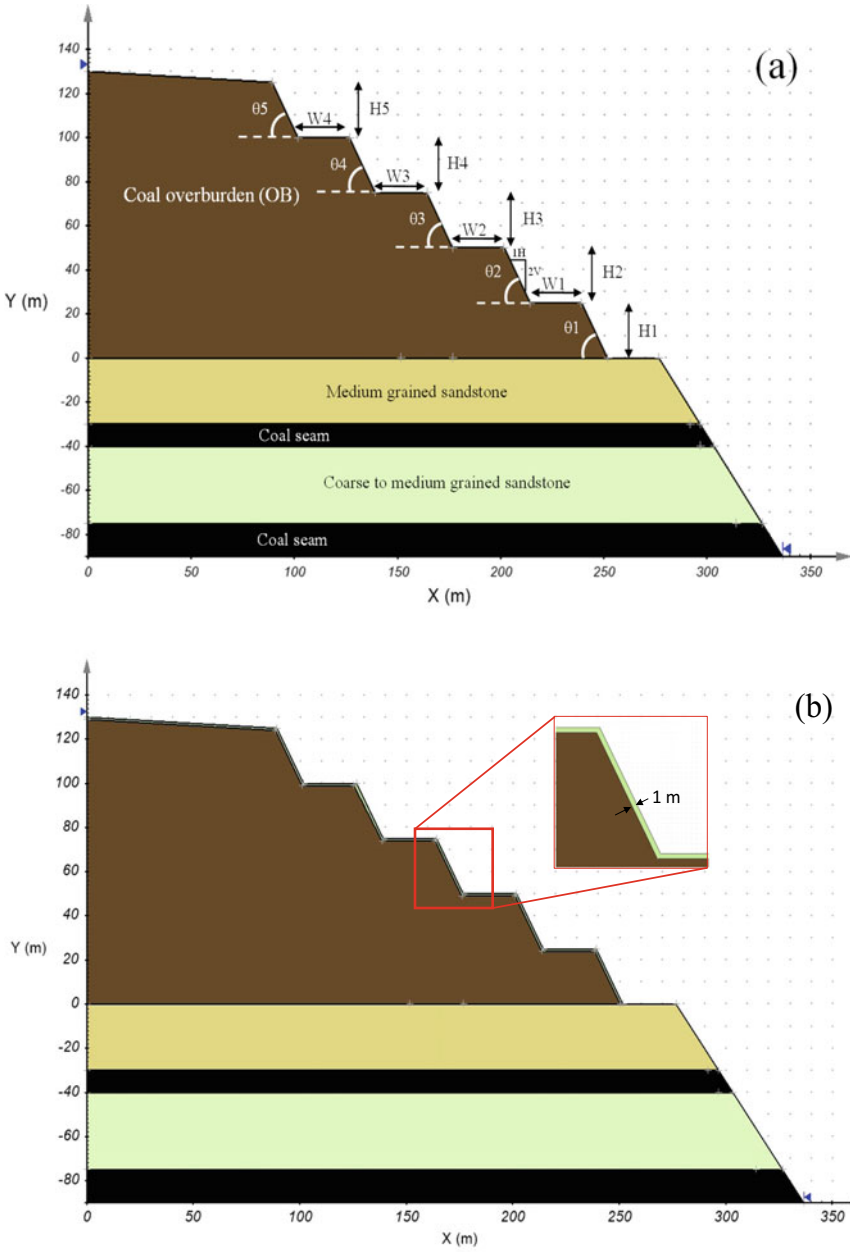 (a)
140
120
100
80
60
40
20
0
-20
-40
-60
-80
Y (m)
θ5
W4
H5
θ4
W3
H4
Coal overburden (OB)
θ3
W2
H3
1H
θ2
2V
W1
H2
θ1
H1
Medium grained sandstone
Coal seam
Coarse to medium grained sandstone
Coal seam
0 50 100 150 200 250 300 350
X (m)
(b)
140
120
100
80
60
40
20
0
-20
-40
-60
-80
Y (m)
1 m
0 50 100 150 200 250 300 350
X (m)